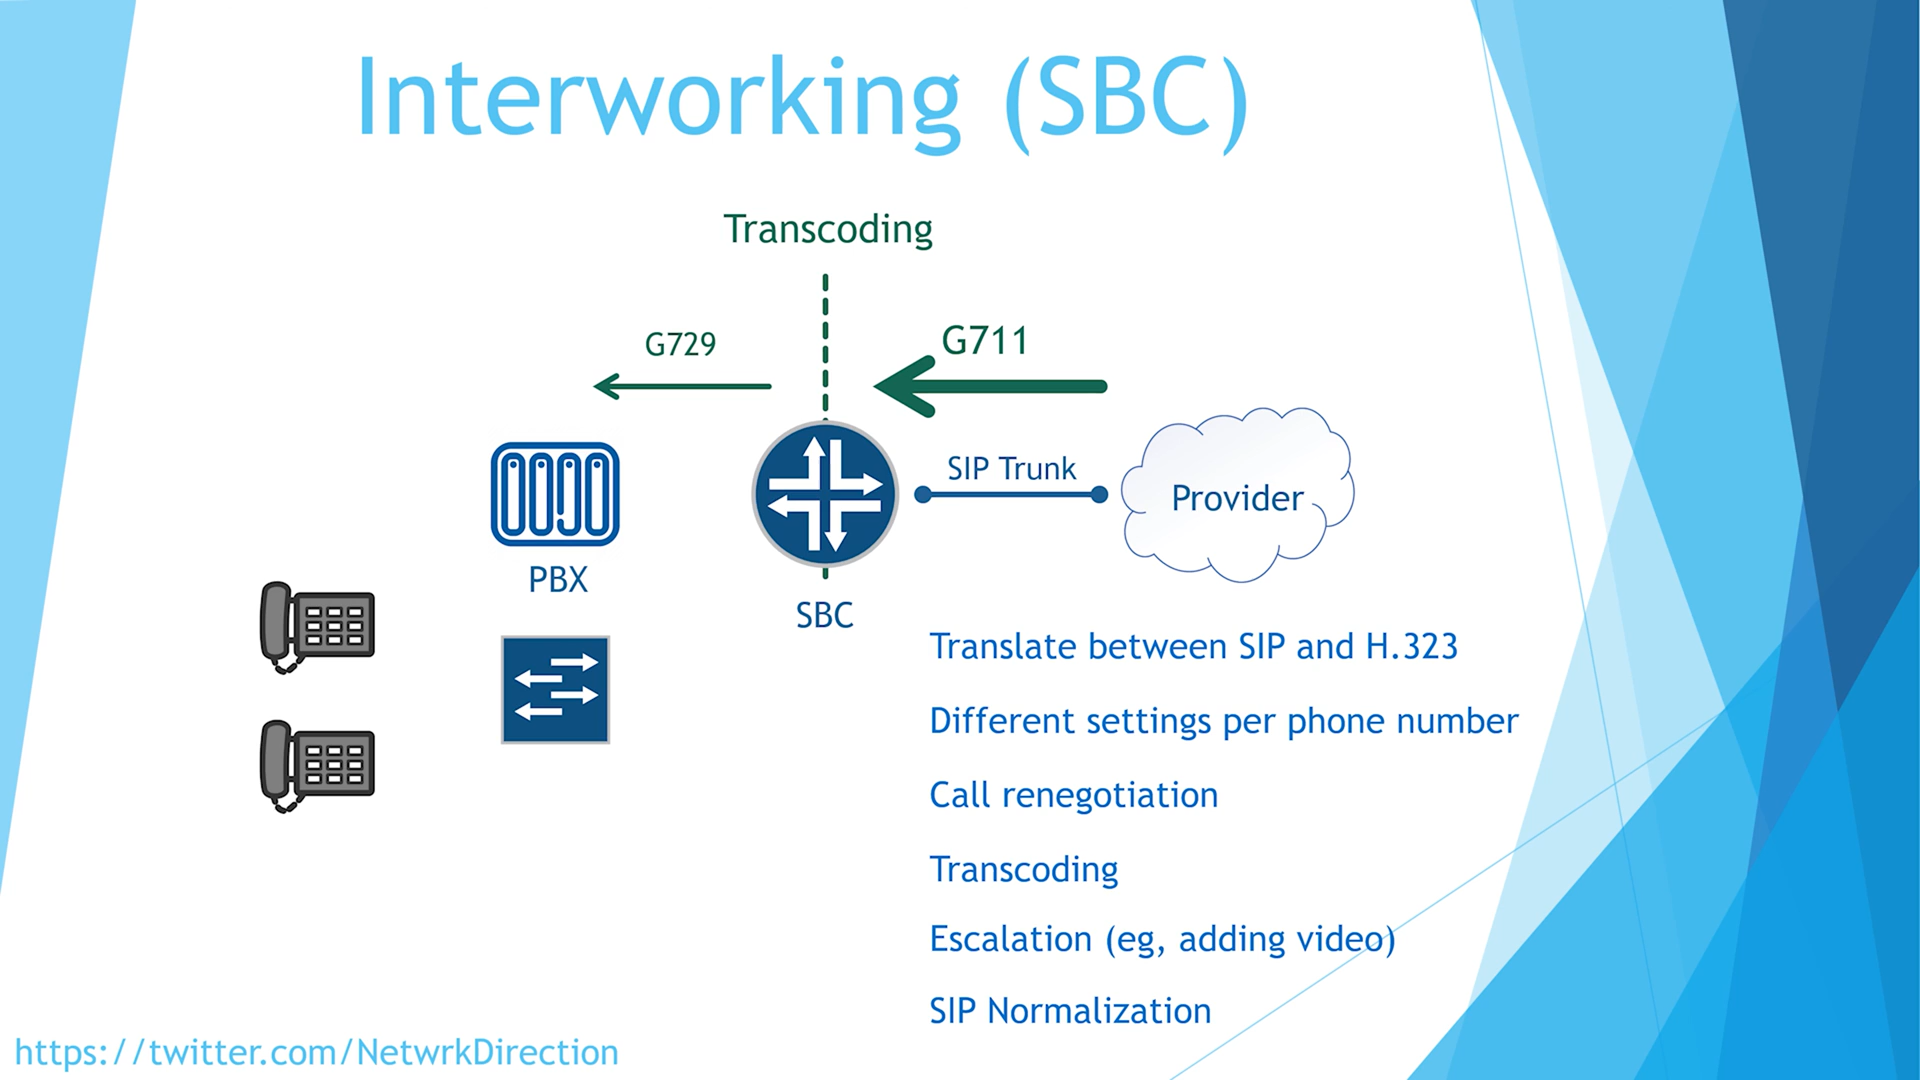 Interworking (SBC)
Transcoding
G729
G711
SIP Trunk
Provider
PBX
SBC
Translate between SIP and H.323
Different settings per phone number
Call renegotiation
Transcoding
Escalation (eg, adding video)
SIP Normalization
https://twitter.com/NetwrkDirection